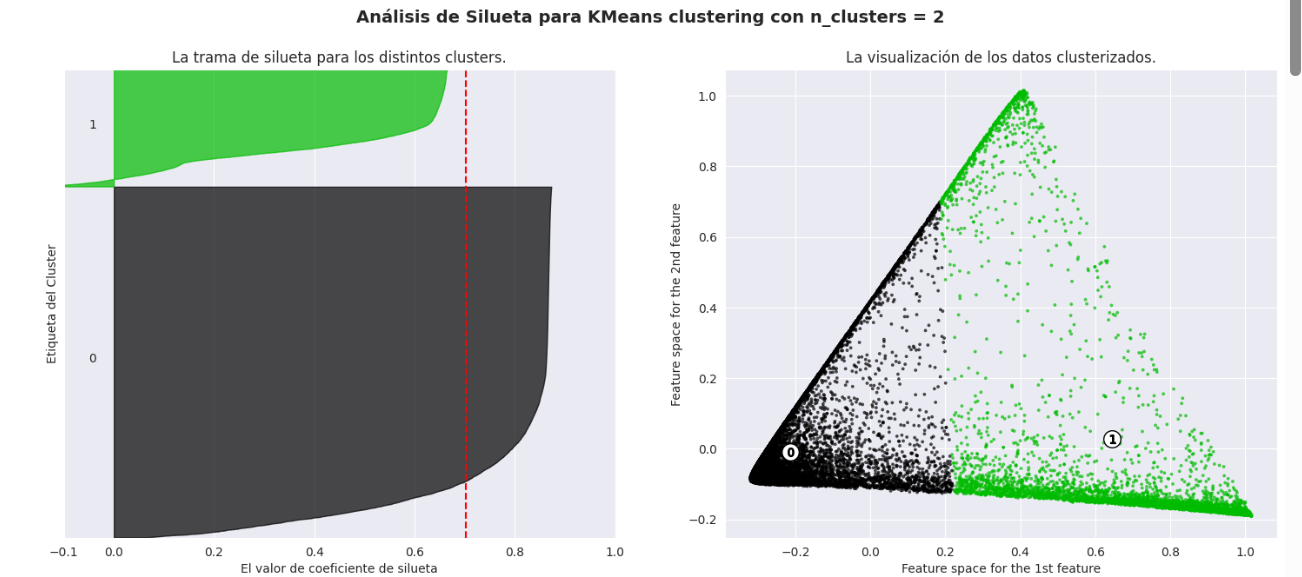 Análisis de Silueta para KMeans clustering con n_clusters = 2
La trama de silueta para los distintos clusters.
Etiqueta del Cluster
1
0
−0.1 0.0 0.2 0.4 0.6 0.8 1.0
El valor de coeficiente de silueta
La visualización de los datos clusterizados.
Feature space for the 2nd feature
1.0
0.8
0.6
0.4
0.2
0.0
−0.2
0
1
−0.2 0.0 0.2 0.4 0.6 0.8 1.0
Feature space for the 1st feature